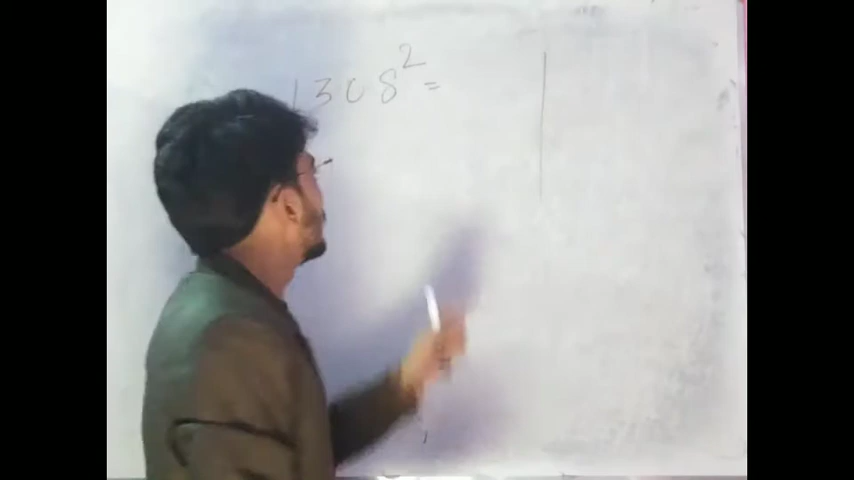 1308² =